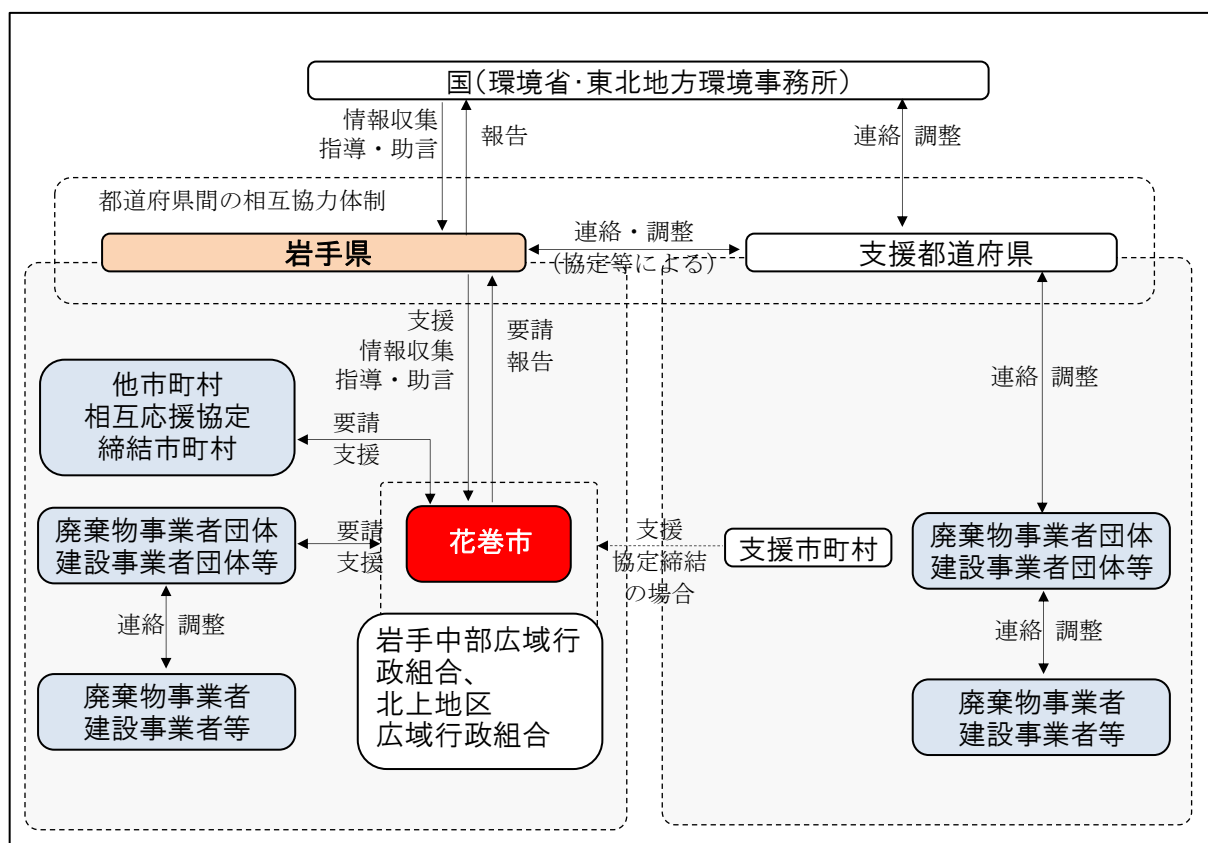 国（環境省・東北地方環境事務所）
情報収集
指導・助言
報告
連絡 調整
都道府県間の相互協力体制
岩手県
連絡・調整
（協定等による）
支援都道府県
支援
情報収集
指導・助言
要請
報告
連絡 調整
他市町村
相互応援協定
締結市町村
要請
支援
廃棄物事業者団体
建設事業者団体等
要請
支援
花巻市
支援
協定締結
の場合
支援市町村
廃棄物事業者団体
建設事業者団体等
連絡 調整
連絡 調整
岩手中部広域行
政組合、
北上地区
広域行政組合
廃棄物事業者
建設事業者等
廃棄物事業者
建設事業者等